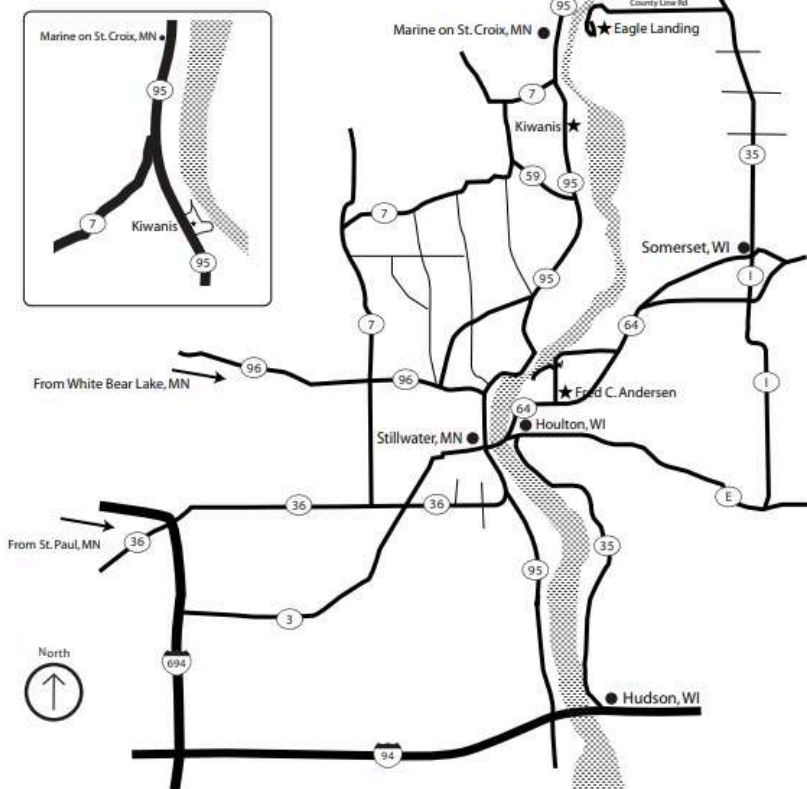 95
County Line Rd
Marine on St. Croix, MN
Eagle Landing
Marine on St. Croix, MN
95
7
Kiwanis
35
59
95
7
7
Kiwanis
95
Somerset, WI
I
95
64
7
96
From White Bear Lake, MN
96
I
Fred C. Andersen
64
Houlton, WI
Stillwater, MN
E
36
36
From St. Paul, MN
36
35
95
3
North
694
Hudson, WI
94